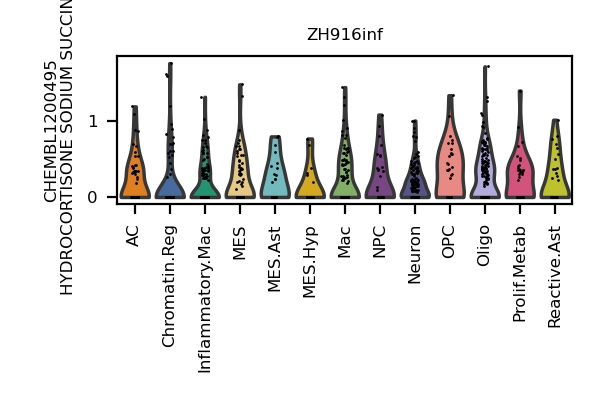 ZH916inf
CHEMBL1200495
HYDROCORTISONE SODIUM
1
0
AC
Chromatin.Reg
Inflammatory.Mac
MES
MES.Ast
MES.Hyp
Mac
NPC
Neuron
OPC
Oligo
Prolif.Metab
Reactive.Ast